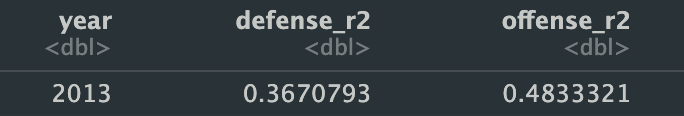 year defense_r2 offense_r2
<dbl> <dbl> <dbl>
2013 0.3670793 0.4833321